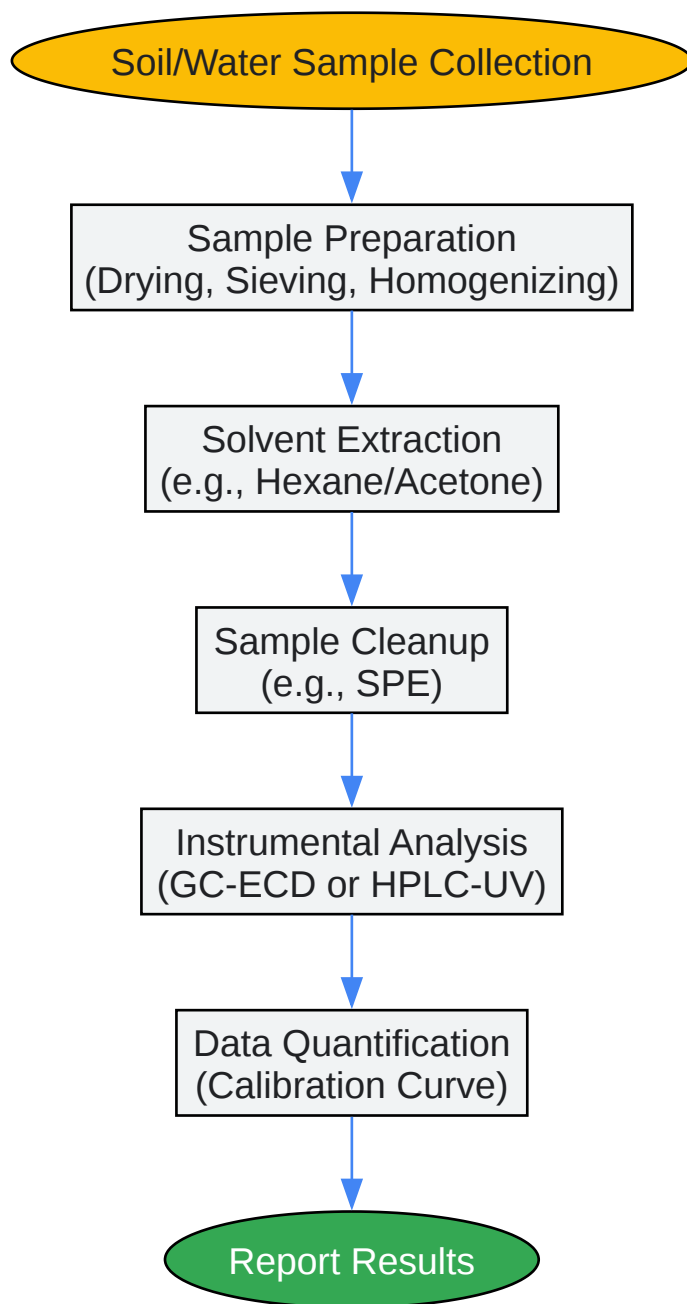 Soil/Water Sample Collection
Sample Preparation
(Drying, Sieving, Homogenizing)
Solvent Extraction
(e.g., Hexane/Acetone)
Sample Cleanup
(e.g., SPE)
Instrumental Analysis
(GC-ECD or HPLC-UV)
Data Quantification
(Calibration Curve)
Report Results